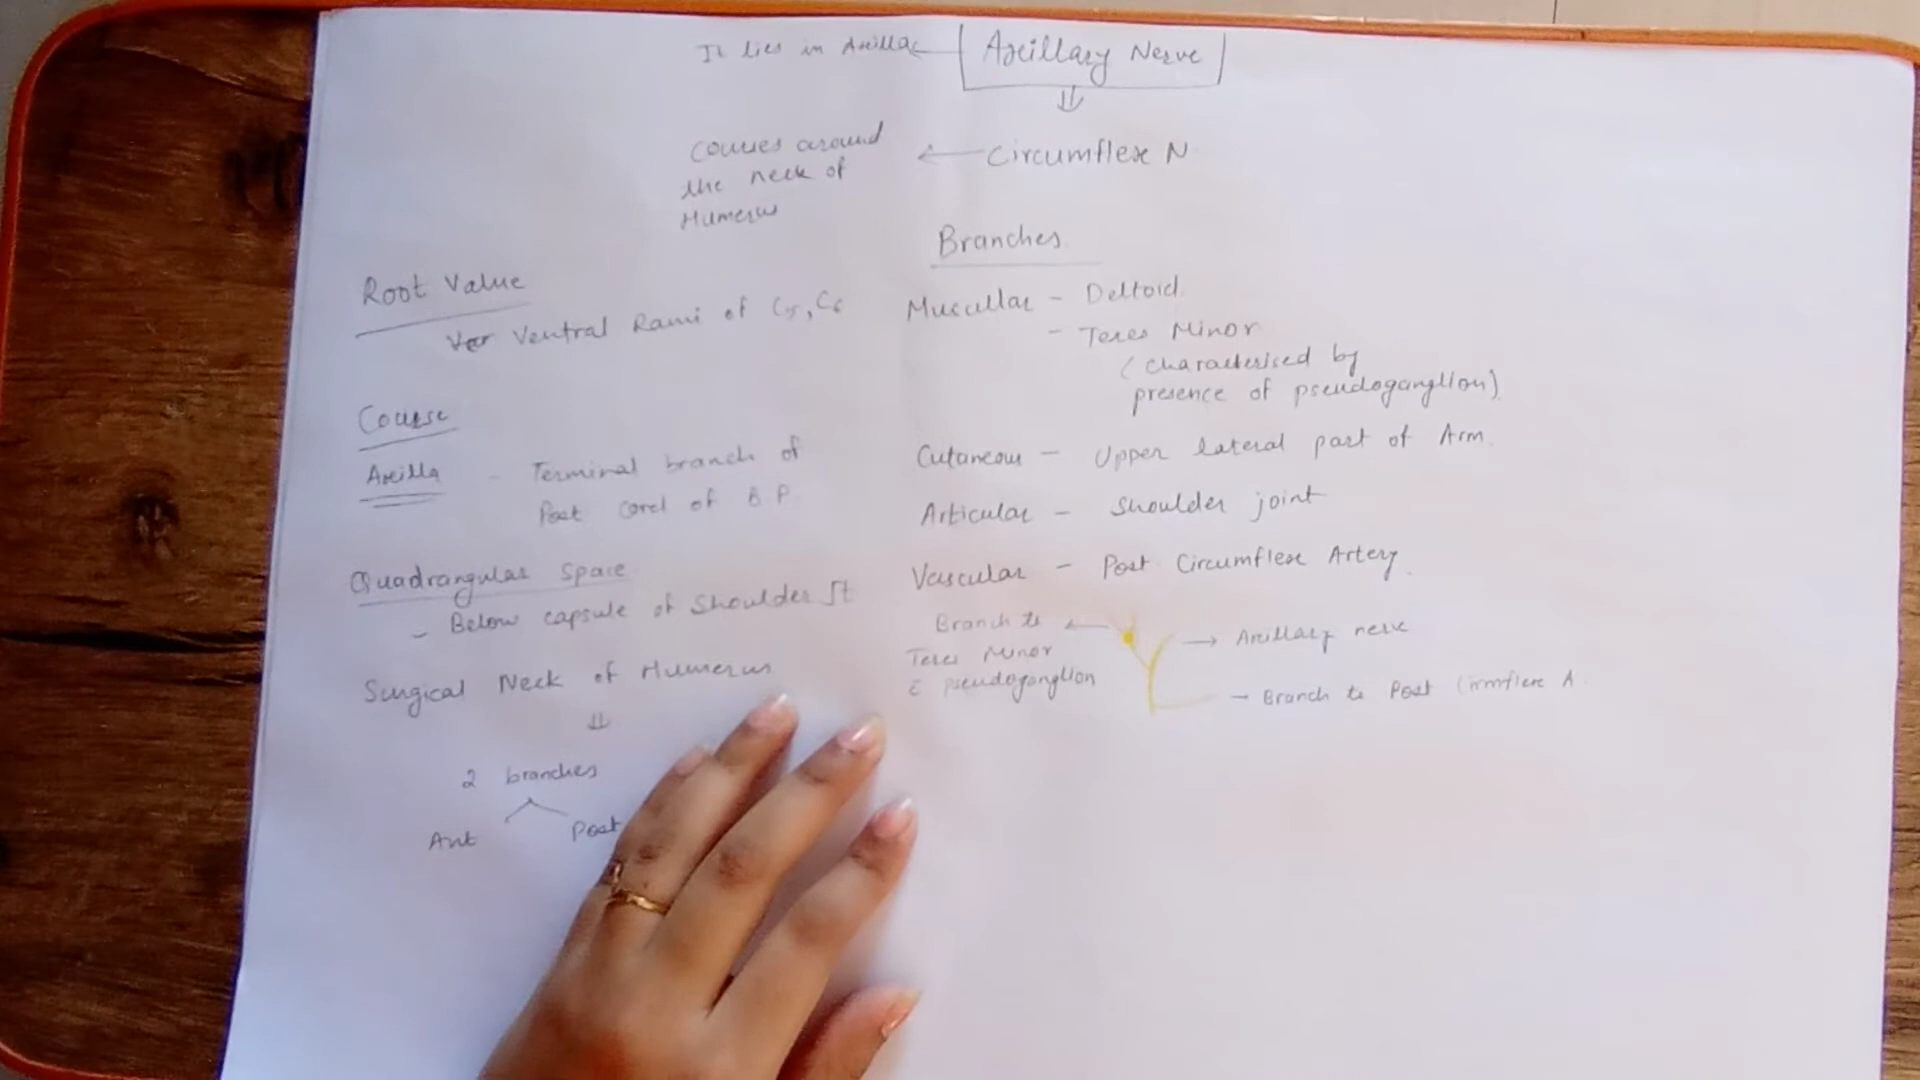 It lies in Axilla
Axillary Nerve
Circumflex N
Courses around
the neck of
Humerus
Root Value
Ventral Rami of C5, C6
Course
Axilla - Terminal branch of
Post cord of B P
Quadrangular Space
- Below capsule of Shoulder Jt
Surgical Neck of Humerus
2 branches
Ant Post
Branches
Muscular - Deltoid
- Teres Minor
(characterised by
presence of pseudoganglion)
Cutaneous - Upper lateral part of Arm
Articular - Shoulder joint
Vascular - Post Circumflex Artery
Branch to
Teres Minor
c̄ pseudoganglion
Axillary nerve
- Branch to Post Circmflex A.